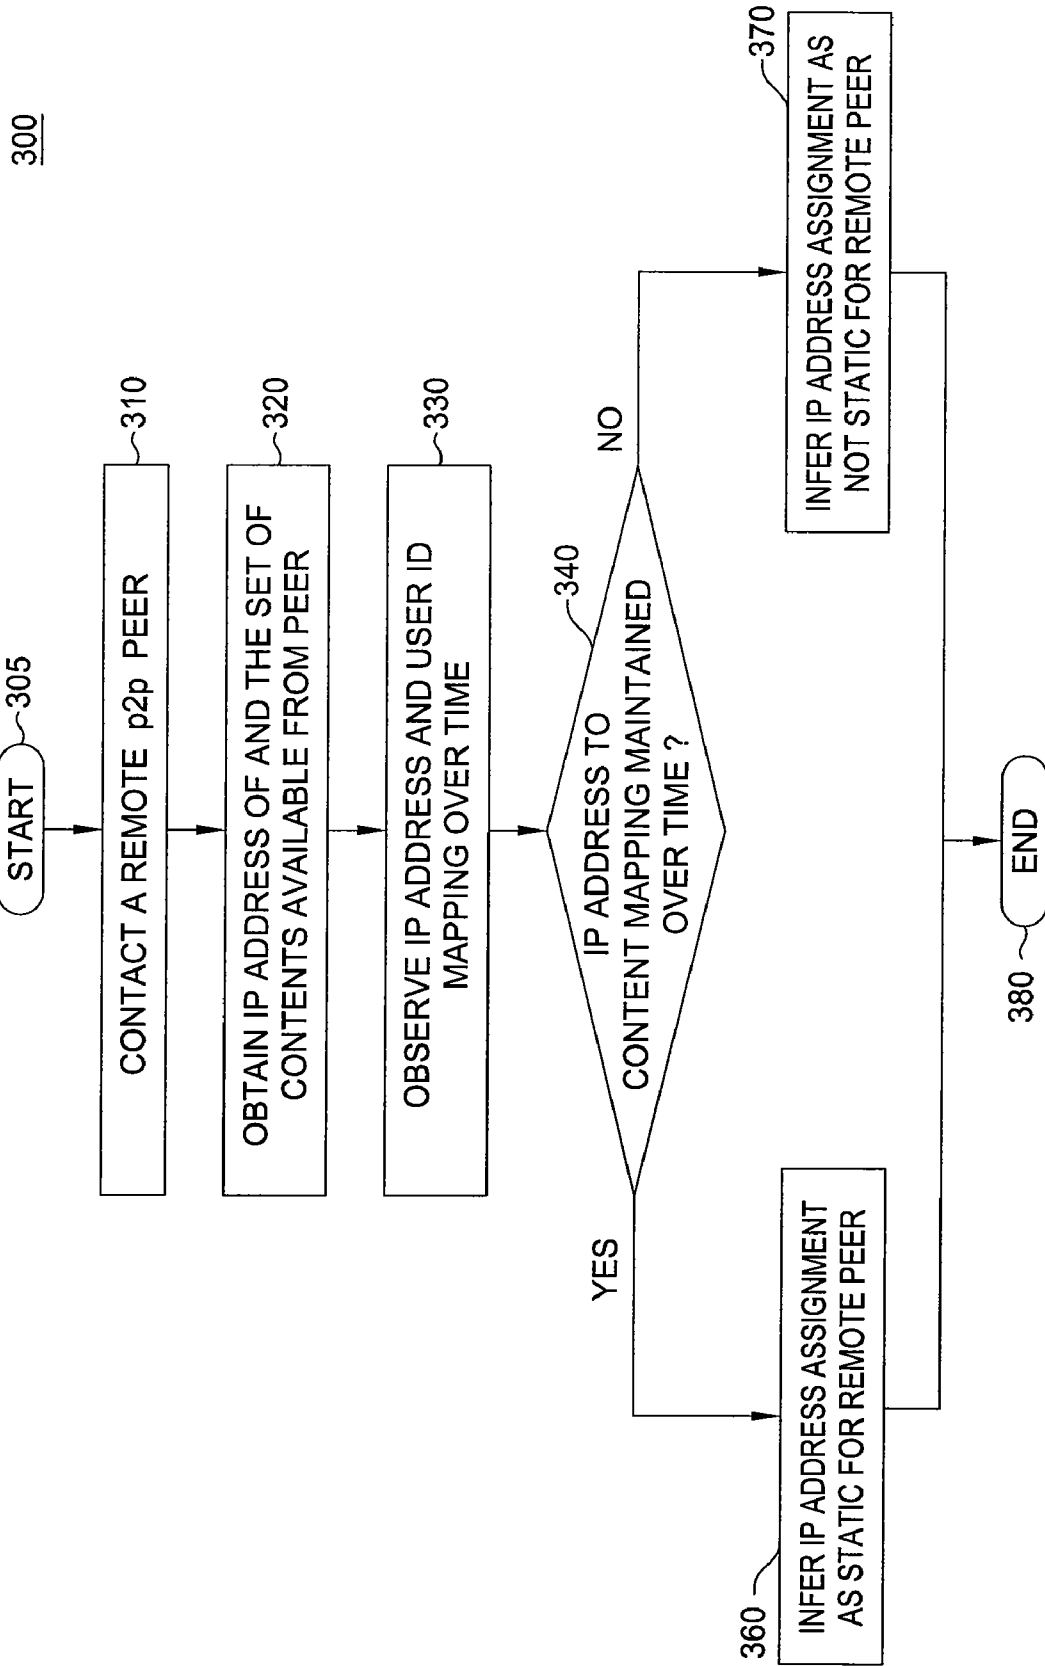 300
START
305
CONTACT A REMOTE p2p PEER
310
OBTAIN IP ADDRESS OF AND THE SET OF
CONTENTS AVAILABLE FROM PEER
320
OBSERVE IP ADDRESS AND USER ID
MAPPING OVER TIME
330
IP ADDRESS TO
CONTENT MAPPING MAINTAINED
OVER TIME ?
340
YES
NO
360
INFER IP ADDRESS ASSIGNMENT
AS STATIC FOR REMOTE PEER
INFER IP ADDRESS ASSIGNMENT AS
NOT STATIC FOR REMOTE PEER
370
380
END